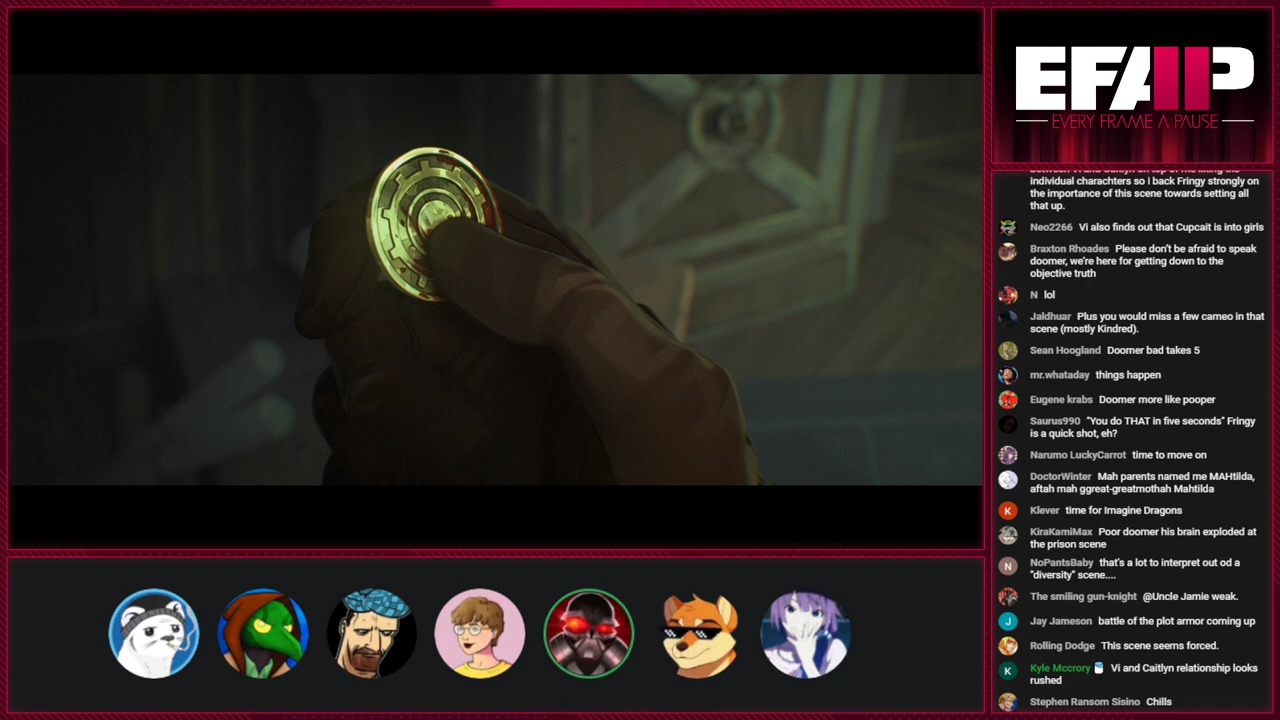 EFAP
EVERY FRAME A PAUSE
individual charachters so i back Fringy strongly on
the importance of this scene towards setting all
that up.
Neo2266 Vi also finds out that Cupcait is into girls
Braxton Rhoades Please don't be afraid to speak
doomer, we're here for getting down to the
objective truth
N lol
Jaldhuar Plus you would miss a few cameo in that
scene (mostly Kindred).
Sean Hoogland Doomer bad takes 5
mr.whataday things happen
Eugene krabs Doomer more like pooper
Saurus990 "You do THAT in five seconds" Fringy
is a quick shot, eh?
Narumo LuckyCarrot time to move on
DoctorWinter Mah parents named me MAHtilda,
aftah mah ggreat-greatmothah Mahtilda
K
Klever time for Imagine Dragons
KiraKamiMax Poor doomer his brain exploded at
the prison scene
N
NoPantsBaby that's a lot to interpret out od a
"diversity" scene....
The smiling gun-knight @Uncle Jamie weak.
J
Jay Jameson battle of the plot armor coming up
Rolling Dodge This scene seems forced.
K
Kyle Mccrory Vi and Caitlyn relationship looks
rushed
Stephen Ransom Sisino Chills